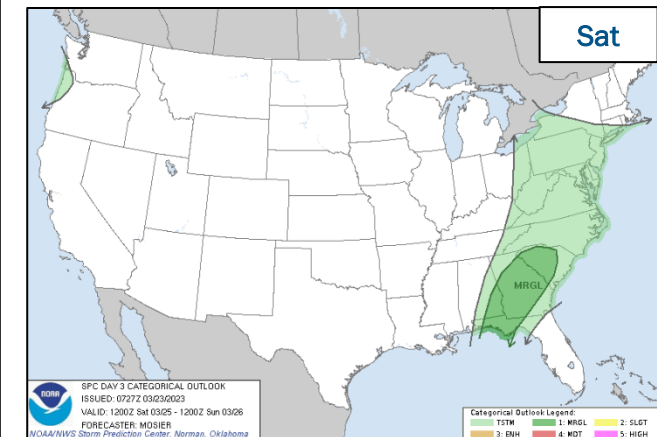 Sat
MRGL
SPC DAY 3 CATEGORICAL OUTLOOK
ISSUED: 0727Z 03/23/2023
VALID: 1200Z Sat 03/25 - 1200Z Sun 03/26
FORECASTER: MOSIER
NOAA/NWS Storm Prediction Center, Norman, Oklahoma
NOAA
Categorical Outlook Legend:
TSTM 1: MRGL 2: SLGT
3: ENH 4: MDT 5: HIGH